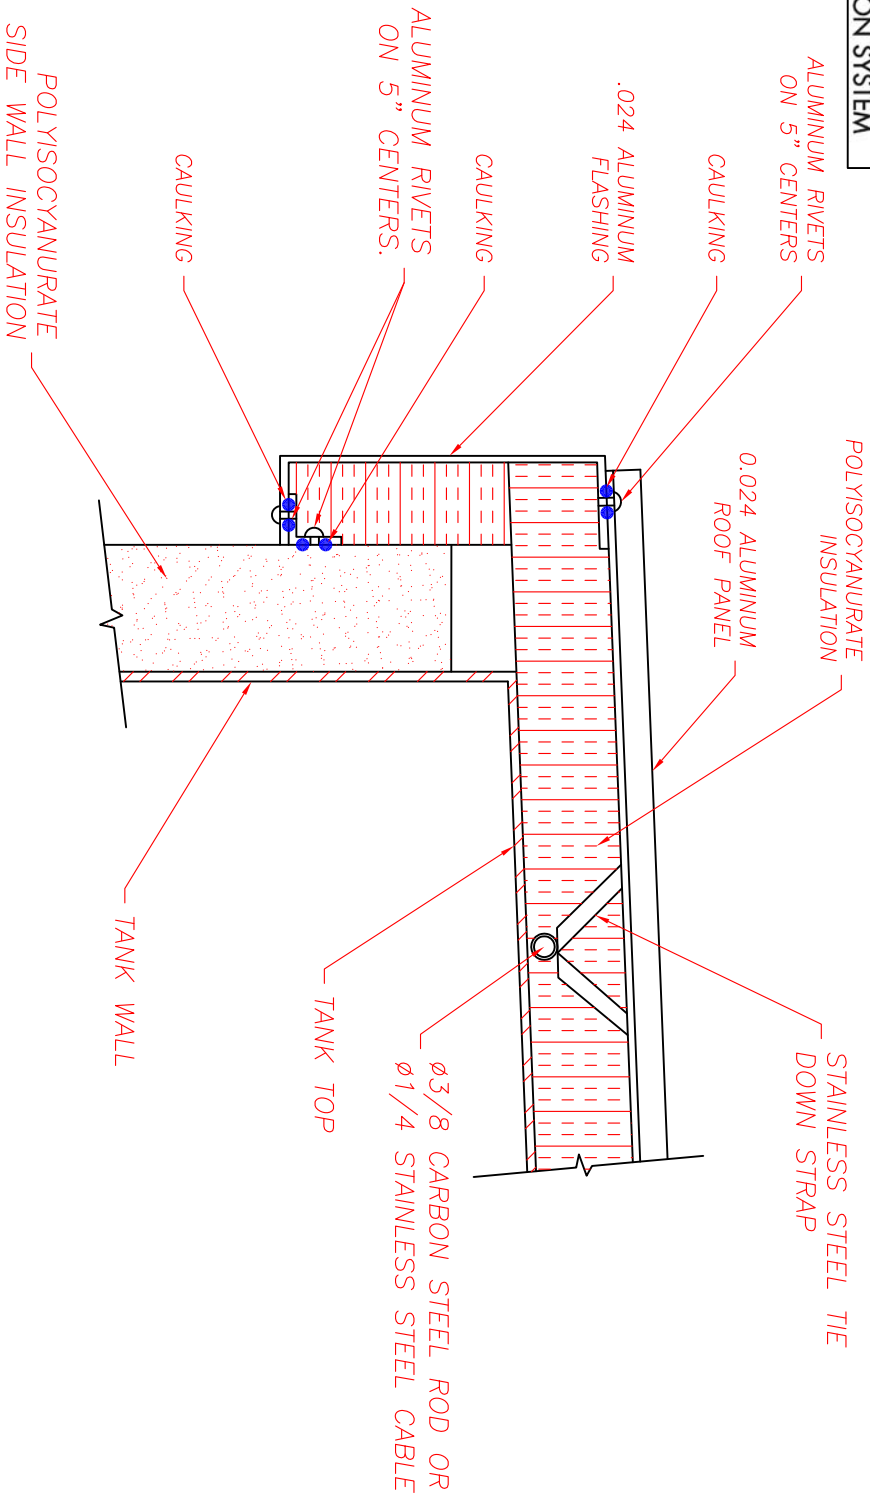 ON SYSTEM
ALUMINUM RIVETS
ON 5" CENTERS
CAULKING
.024 ALUMINUM
FLASHING
CAULKING
ALUMINUM RIVETS
ON 5" CENTERS.
CAULKING
POLYISOCYANURATE
SIDE WALL INSULATION
POLYISOCYANURATE
INSULATION
0.024 ALUMINUM
ROOF PANEL
STAINLESS STEEL TIE
DOWN STRAP
ø3/8 CARBON STEEL ROD OR
ø1/4 STAINLESS STEEL CABLE
TANK TOP
TANK WALL